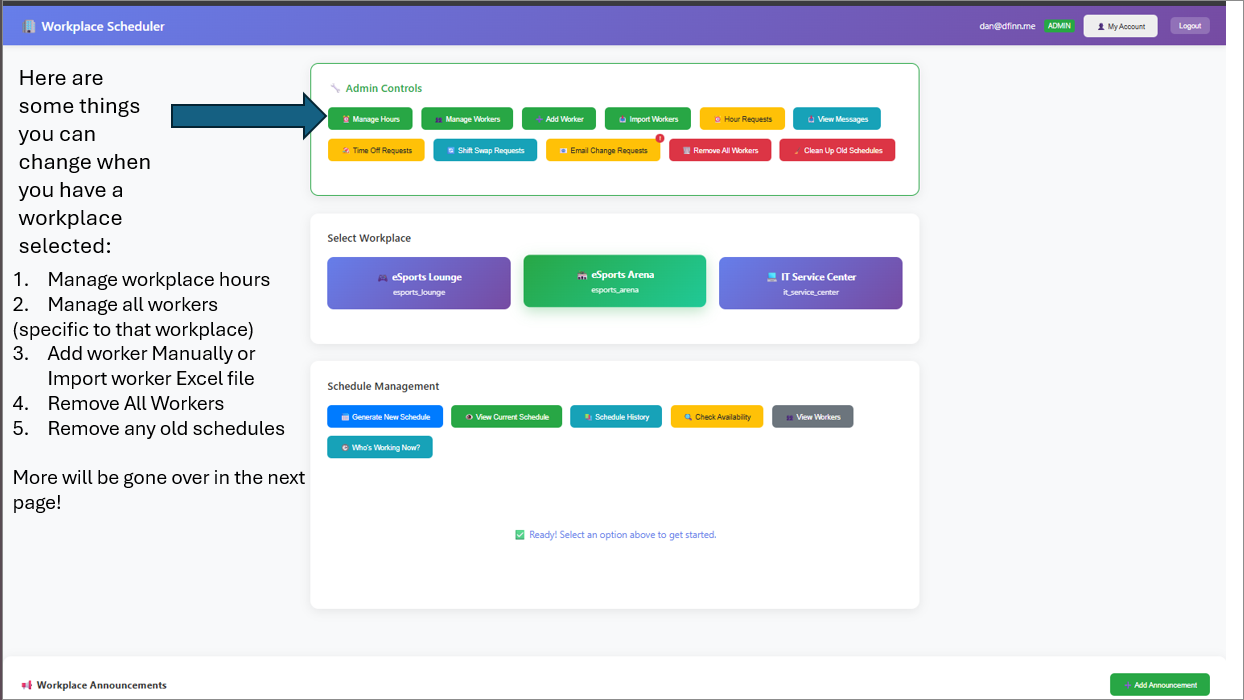 Workplace Scheduler
dan@dfinn.me
ADMIN
My Account
Logout
Here are
some things
you can
change when
you have a
workplace
selected:
1. Manage workplace hours
2. Manage all workers
(specific to that workplace)
3. Add worker Manually or
Import worker Excel file
4. Remove All Workers
5. Remove any old schedules
More will be gone over in the next
page!
Admin Controls
Manage Hours
Manage Workers
Add Worker
Import Workers
Hour Requests
View Messages
Time Off Requests
Shift Swap Requests
Email Change Requests
!
Remove All Workers
Clean Up Old Schedules
Select Workplace
eSports Lounge
esports_lounge
eSports Arena
esports_arena
IT Service Center
it_service_center
Schedule Management
Generate New Schedule
View Current Schedule
Schedule History
Check Availability
View Workers
Who's Working Now?
Ready! Select an option above to get started.
Workplace Announcements
Add Announcement